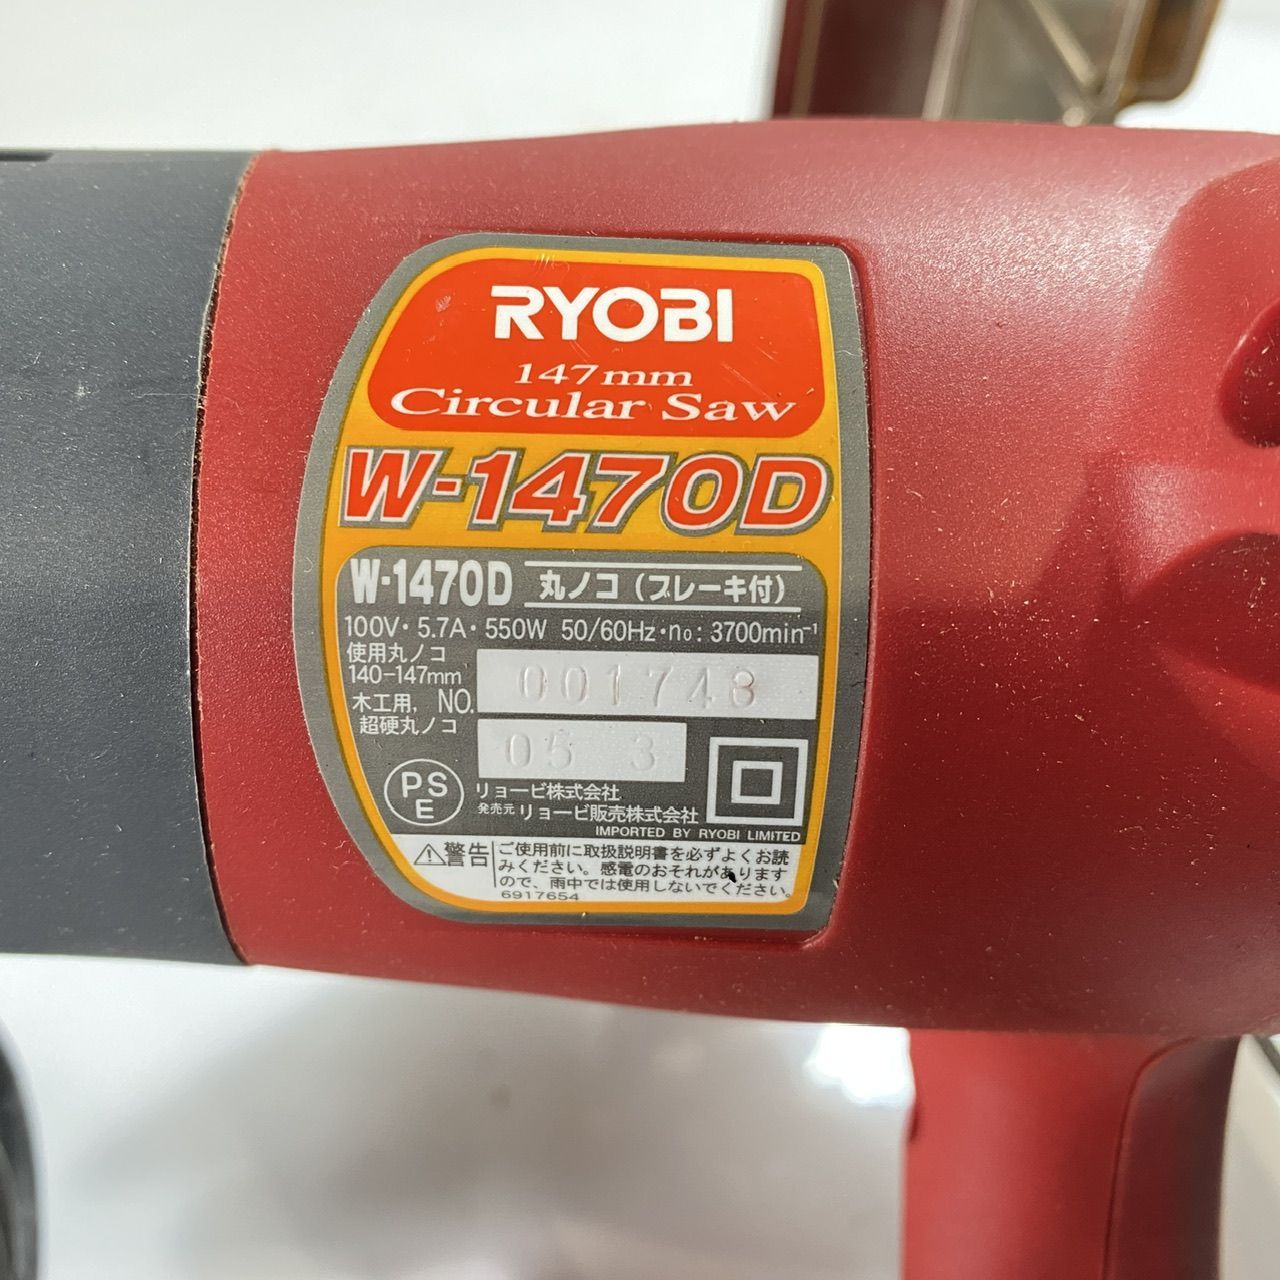 RYOBI
147mm
Circular Saw
W-1470D
W-1470D 丸ノコ(ブレーキ付)
100V・5.7A・550W 50/60Hz・no: 3700min⁻¹
使用丸ノコ
140-147mm
木工用, NO. 001748
超硬丸ノコ
05 3
PS
E
リョービ株式会社
発売元 リョービ販売株式会社
IMPORTED BY RYOBI LIMITED
⚠警告 ご使用前に取扱説明書を必ずよくお読
みください。感電のおそれがあります
ので、雨中では使用しないでください。
6917654